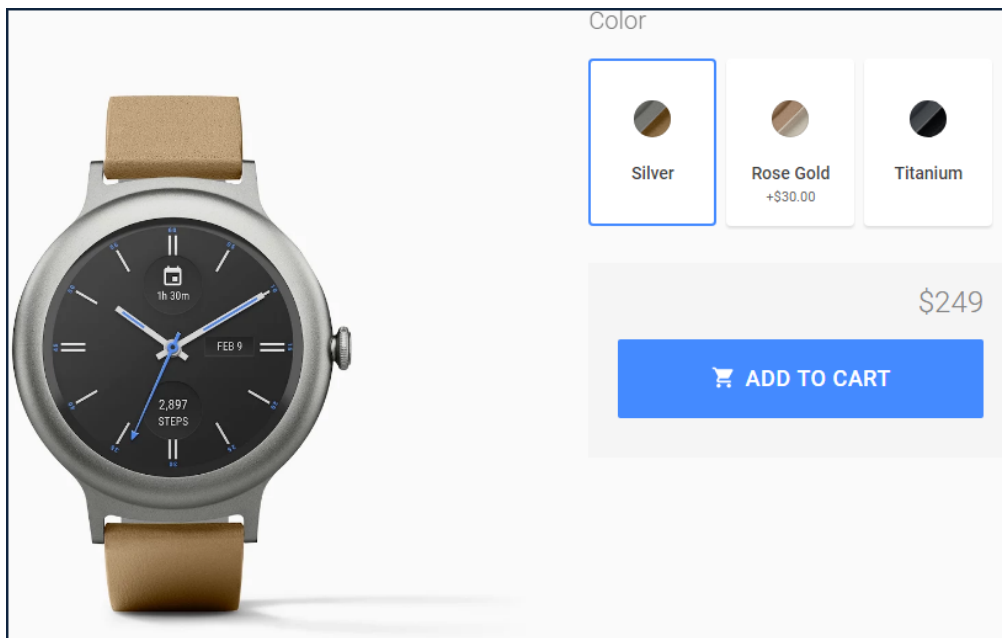 Color
Silver
Rose Gold
+$30.00
Titanium
$249
ADD TO CART
1h 30m
FEB 9
2,897
STEPS